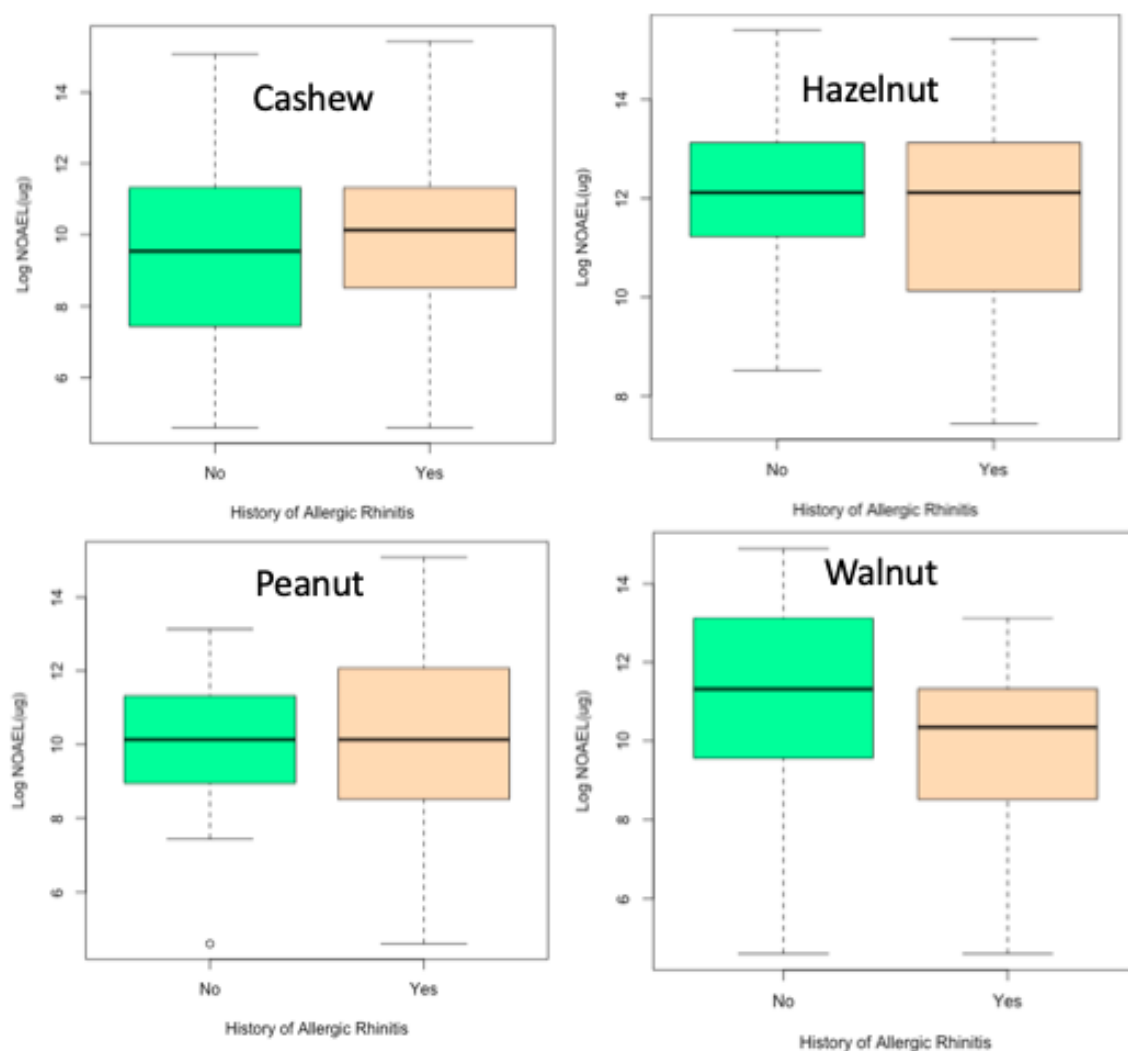 Cashew
Log NOAEL(ug)
14
12
10
8
6
No
Yes
History of Allergic Rhinitis
Hazelnut
Log NOAEL(ug)
14
12
10
8
No
Yes
History of Allergic Rhinitis
Peanut
Log NOAEL(ug)
14
12
10
8
6
No
Yes
History of Allergic Rhinitis
Walnut
Log NOAEL(ug)
14
12
10
8
6
No
Yes
History of Allergic Rhinitis